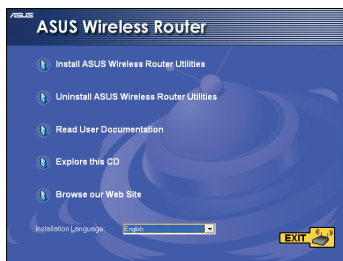 ASUS
ASUS Wireless Router
Install ASUS Wireless Router Utilities
Uninstall ASUS Wireless Router Utilities
Read User Documentation
Explore this CD
Browse our Web Site
Installation Language: English
EXIT